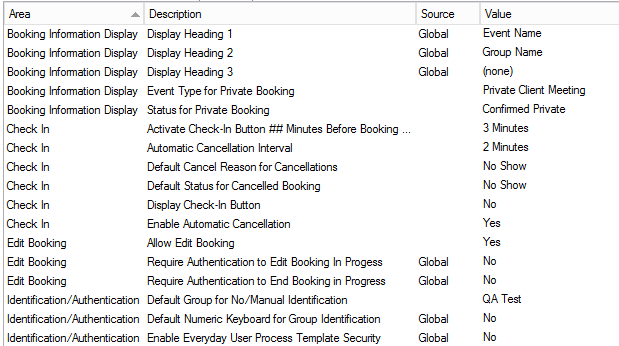 Area Description Source Value
Booking Information Display Display Heading 1 Global Event Name
Booking Information Display Display Heading 2 Global Group Name
Booking Information Display Display Heading 3 Global (none)
Booking Information Display Event Type for Private Booking Private Client Meeting
Booking Information Display Status for Private Booking Confirmed Private
Check In Activate Check-In Button ## Minutes Before Booking ... 3 Minutes
Check In Automatic Cancellation Interval 2 Minutes
Check In Default Cancel Reason for Cancellations No Show
Check In Default Status for Cancelled Booking No Show
Check In Display Check-In Button No
Check In Enable Automatic Cancellation Yes
Edit Booking Allow Edit Booking Yes
Edit Booking Require Authentication to Edit Booking In Progess Global No
Edit Booking Require Authentication to End Booking in Progress Global No
Identification/Authentication Default Group for No/Manual Identification QA Test
Identification/Authentication Default Numeric Keyboard for Group Identification Global No
Identification/Authentication Enable Everyday User Process Template Security Global No